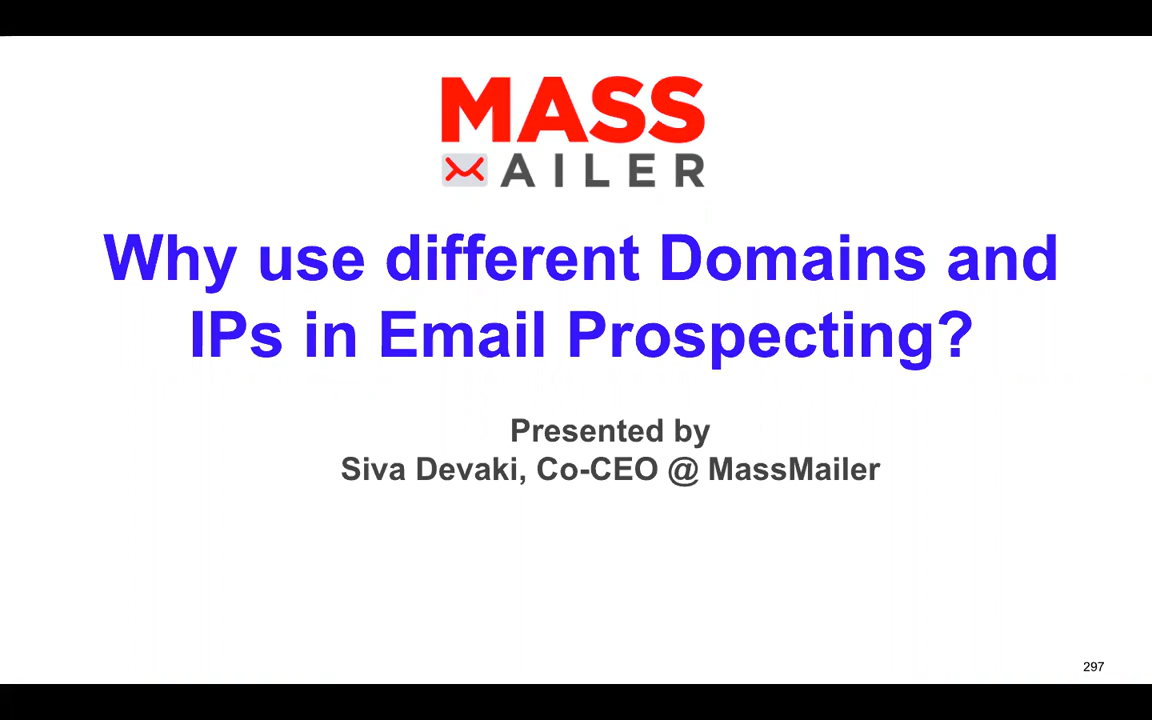 MASS
AILER
Why use different Domains and
IPs in Email Prospecting?
Presented by
Siva Devaki, Co-CEO @ MassMailer
297